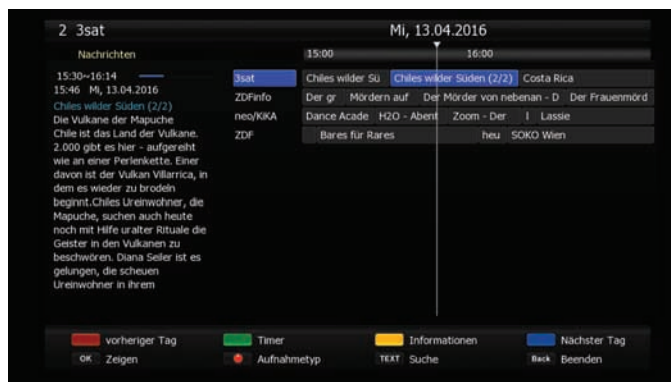 2 3sat
Mi, 13.04.2016
Nachrichten
15:00 16:00
15:30~16:14
15:46 Mi, 13.04.2016
Chiles wilder Süden (2/2)
Die Vulkane der Mapuche
Chile ist das Land der Vulkane.
2.000 gibt es hier - aufgereiht
wie an einer Perlenkette. Einer
davon ist der Vulkan Villarrica, in
dem es wieder zu brodeln
beginnt.Chiles Ureinwohner, die
Mapuche, suchen auch heute
noch mit Hilfe uralter Rituale die
Geister in den Vulkanen zu
beschwören. Diana Seiler ist es
gelungen, die scheuen
Ureinwohner in ihrem
3sat Chiles wilder Sü Chiles wilder Süden (2/2) Costa Rica
ZDFinfo Der gr Mördern auf Der Mörder von nebenan - D Der Frauenmörd
neo/KiKA Dance Acade H2O - Abent Zoom - Der I Lassie
ZDF Bares für Rares heu SOKO Wien
vorheriger Tag Timer Informationen Nächster Tag
OK Zeigen Aufnahmetyp TEXT Suche Back Beenden